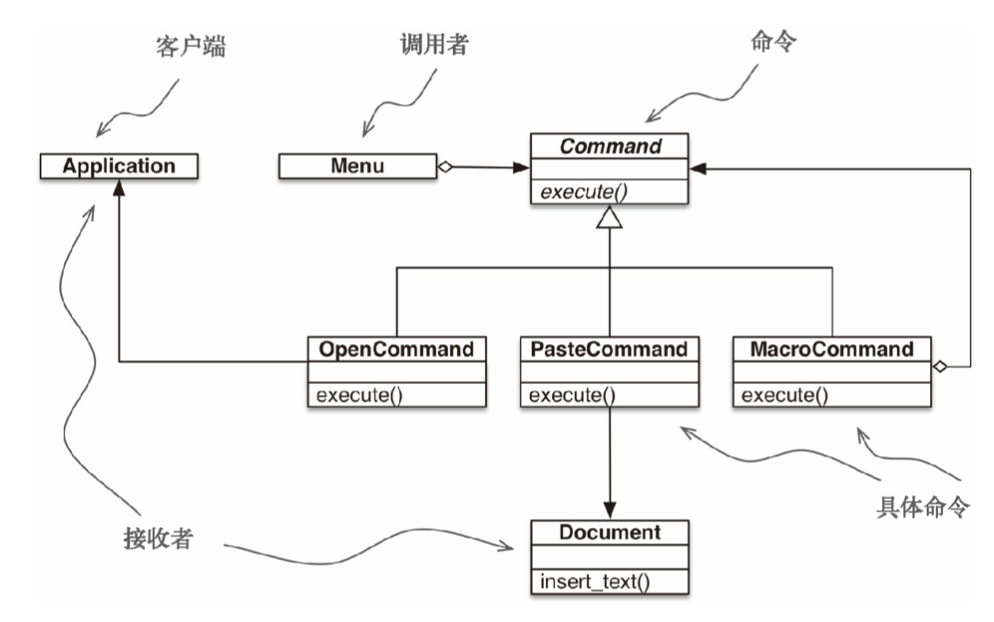 客户端
调用者
命令
Application
Menu
Command
execute()
OpenCommand
execute()
PasteCommand
execute()
MacroCommand
execute()
具体命令
接收者
Document
insert_text()